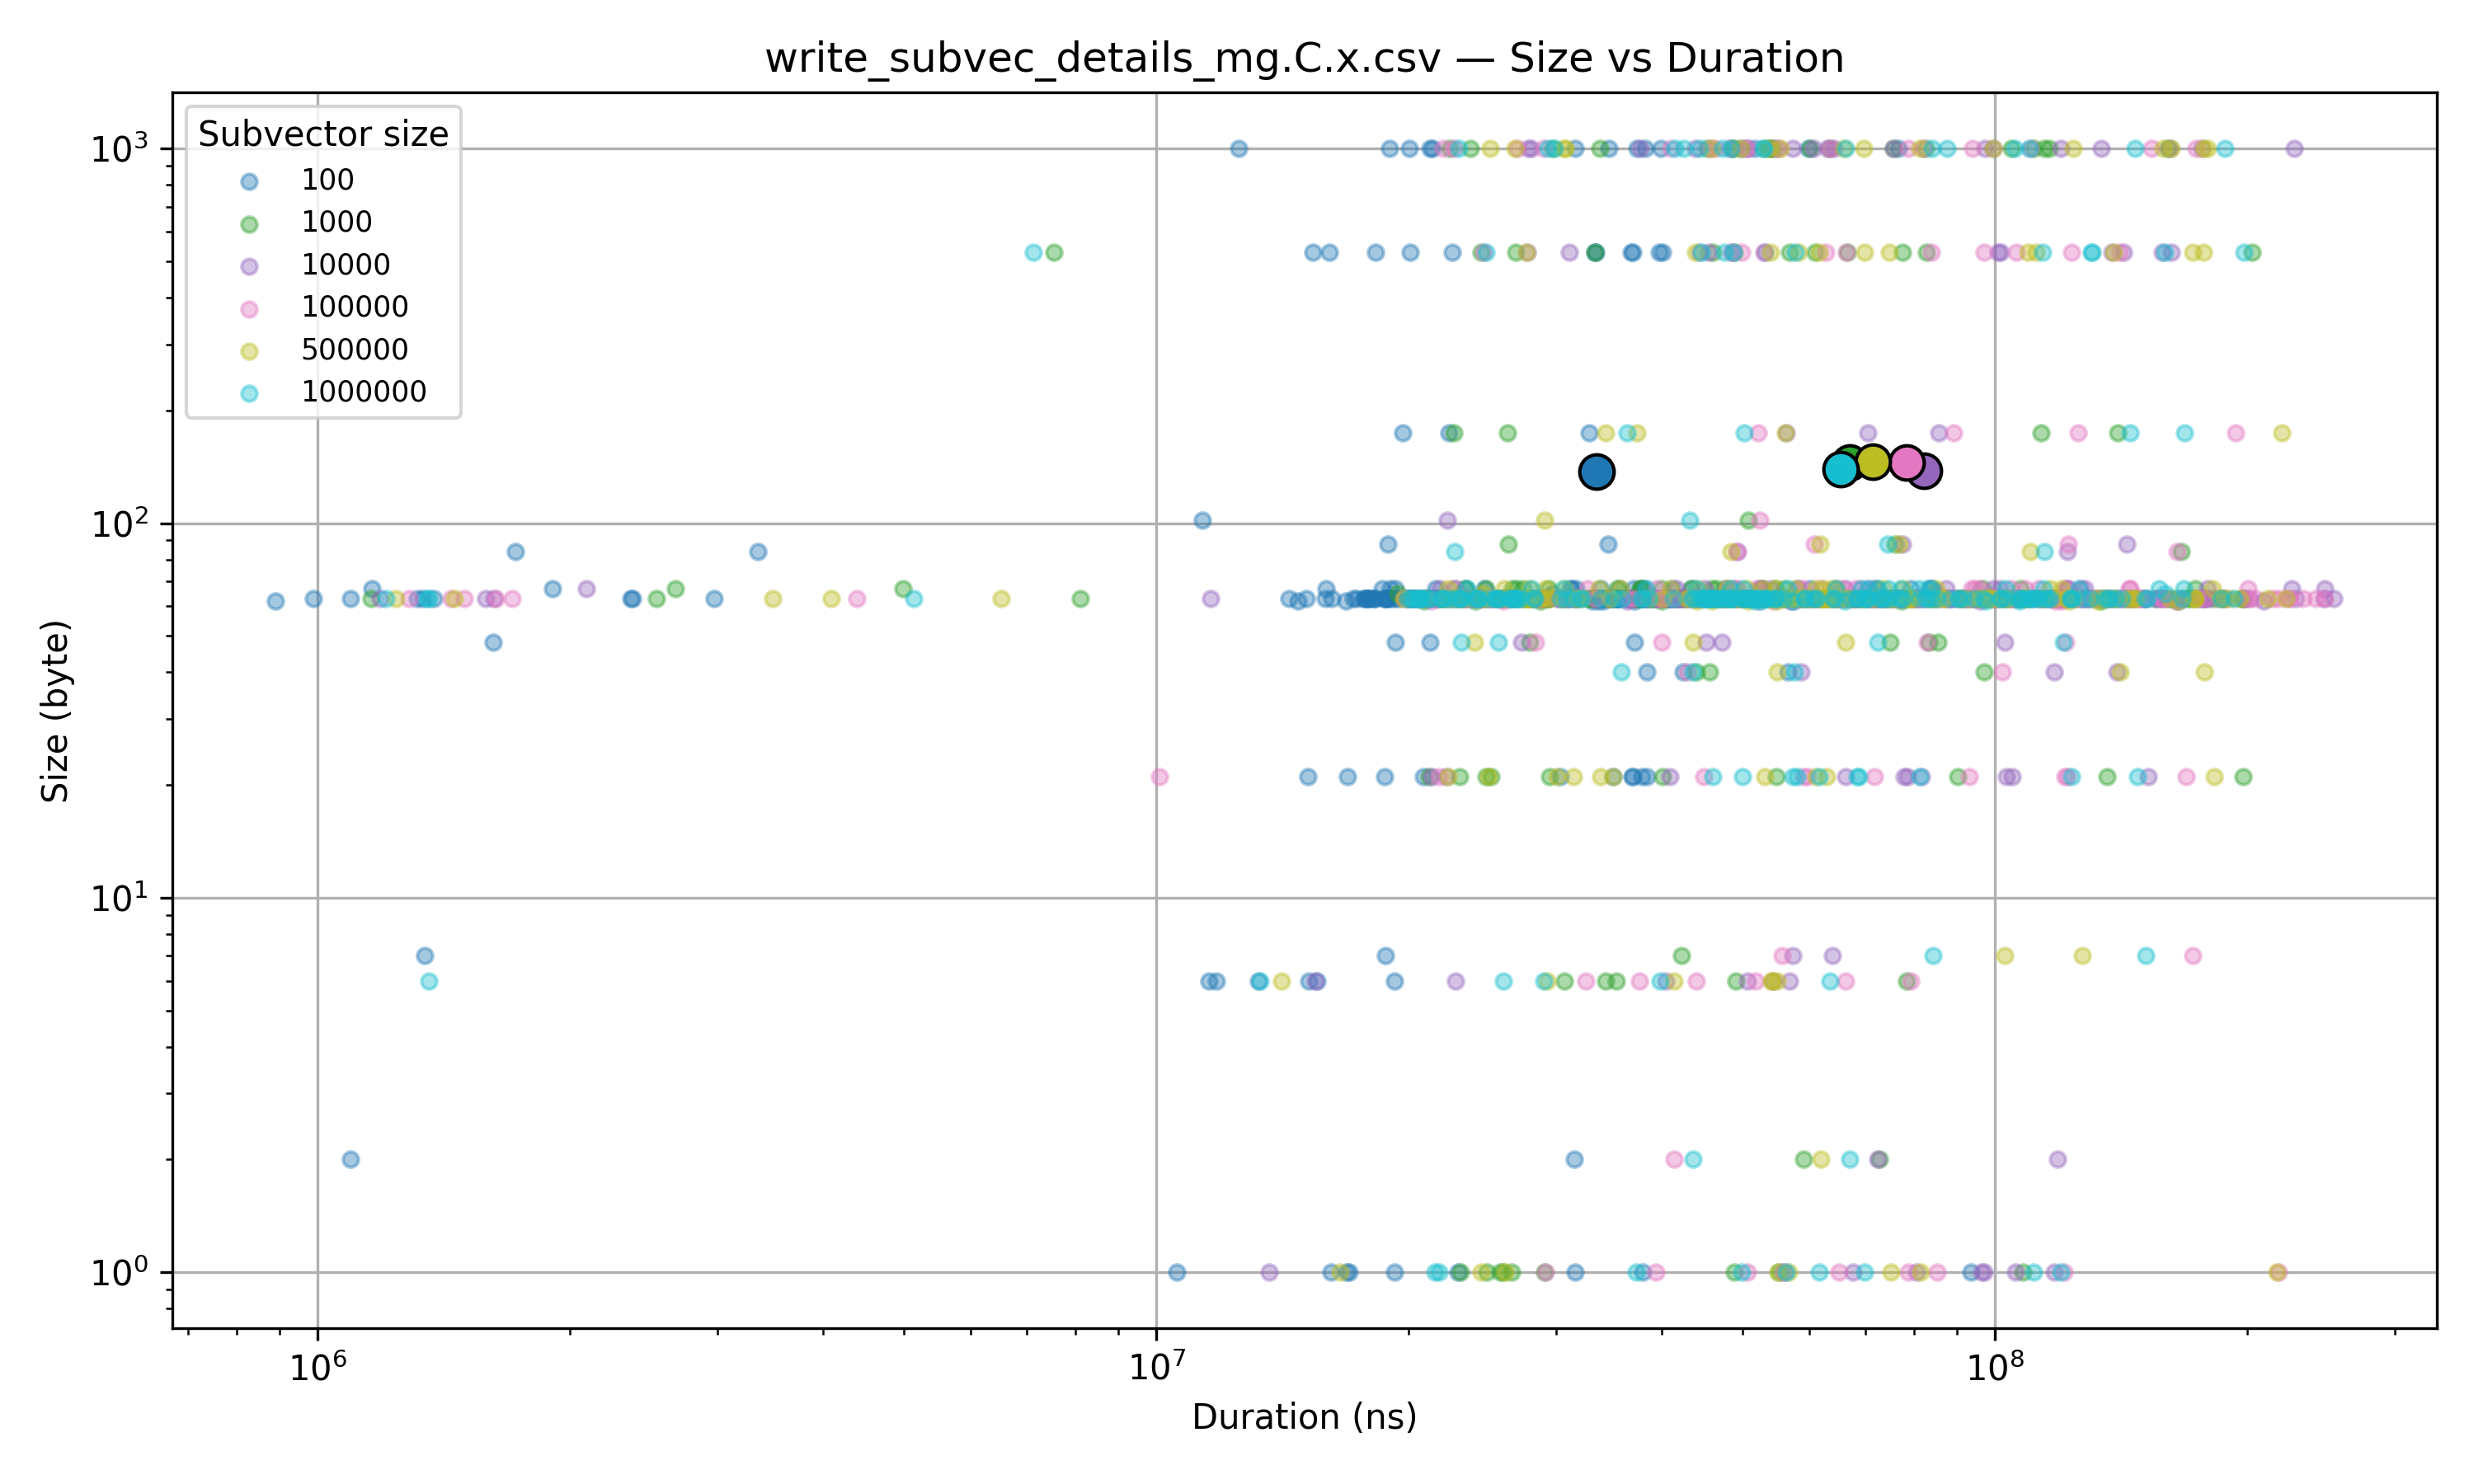 write_subvec_details_mg.C.x.csv — Size vs Duration
Size (byte)
10³
10²
10¹
10⁰
Subvector size
100
1000
10000
100000
500000
1000000
10⁶ 10⁷ 10⁸
Duration (ns)